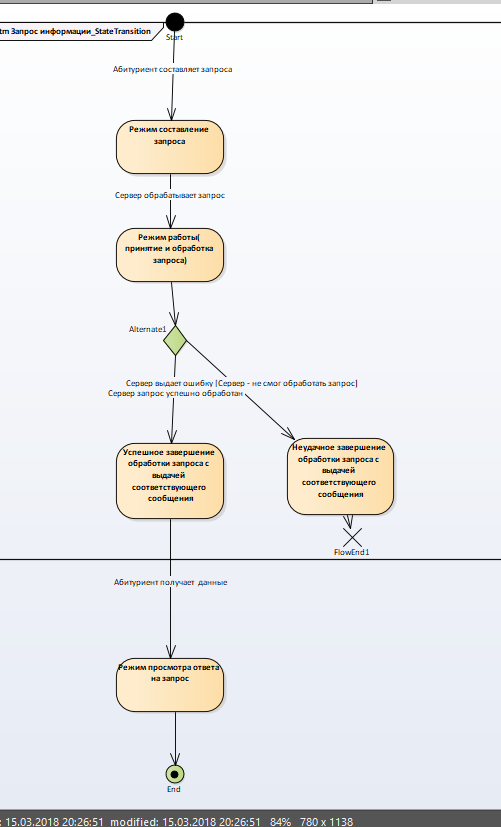 tm Запрос информации_StateTransition
Start
Абитуриент составляет запроса
Режим составление
запроса
Сервер обрабатывает запрос
Режим работы(
принятие и обработка
запроса)
Alternate1
Сервер выдает ошибку [Сервер - не смог обработать запрос]
Сервер запрос успешно обработан
Успешное завершение
обработки запроса с
выдачей
соответствующего
сообщения
Неудачное завершение
обработки запроса с
выдачей
соответствующего
сообщения
FlowEnd1
Абитуриент получает данные
Режим просмотра ответа
на запрос
End
: 15.03.2018 20:26:51 modified: 15.03.2018 20:26:51 84% 780 x 1138